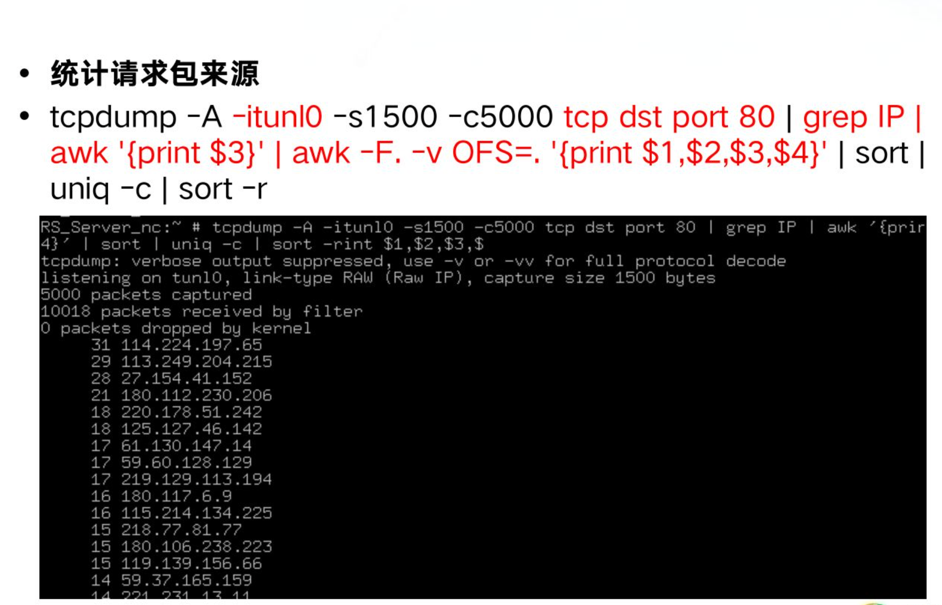 • 统计请求包来源
• tcpdump -A -itunl0 -s1500 -c5000 tcp dst port 80 | grep IP |
awk '{print $3}' | awk -F. -v OFS=. '{print $1,$2,$3,$4}' | sort |
uniq -c | sort -r
RS_Server_nc:~ # tcpdump -A -itunl0 -s1500 -c5000 tcp dst port 80 | grep IP | awk '{prin
4}' | sort | uniq -c | sort -rint $1,$2,$3,$
tcpdump: verbose output suppressed, use -v or -vv for full protocol decode
listening on tunl0, link-type RAW (Raw IP), capture size 1500 bytes
5000 packets captured
10018 packets received by filter
0 packets dropped by kernel
31 114.224.197.65
29 113.249.204.215
28 27.154.41.152
21 180.112.230.206
18 220.178.51.242
18 125.127.46.142
17 61.130.147.14
17 59.60.128.129
17 219.129.113.194
16 180.117.6.9
16 115.214.134.225
15 218.77.81.77
15 180.106.238.223
15 119.139.156.66
14 59.37.165.159
14 221.231.13.11